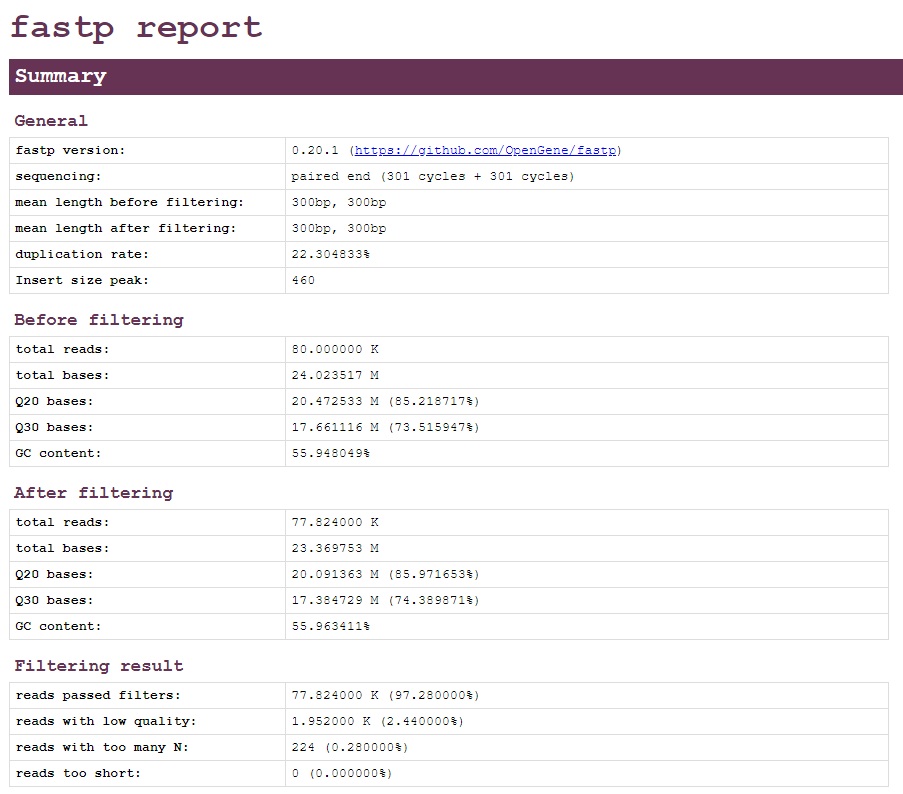 fastp report
Summary
General
fastp version: 0.20.1 (https://github.com/OpenGene/fastp)
sequencing: paired end (301 cycles + 301 cycles)
mean length before filtering: 300bp, 300bp
mean length after filtering: 300bp, 300bp
duplication rate: 22.304833%
Insert size peak: 460
Before filtering
total reads: 80.000000 K
total bases: 24.023517 M
Q20 bases: 20.472533 M (85.218717%)
Q30 bases: 17.661116 M (73.515947%)
GC content: 55.948049%
After filtering
total reads: 77.824000 K
total bases: 23.369753 M
Q20 bases: 20.091363 M (85.971653%)
Q30 bases: 17.384729 M (74.389871%)
GC content: 55.963411%
Filtering result
reads passed filters: 77.824000 K (97.280000%)
reads with low quality: 1.952000 K (2.440000%)
reads with too many N: 224 (0.280000%)
reads too short: 0 (0.000000%)